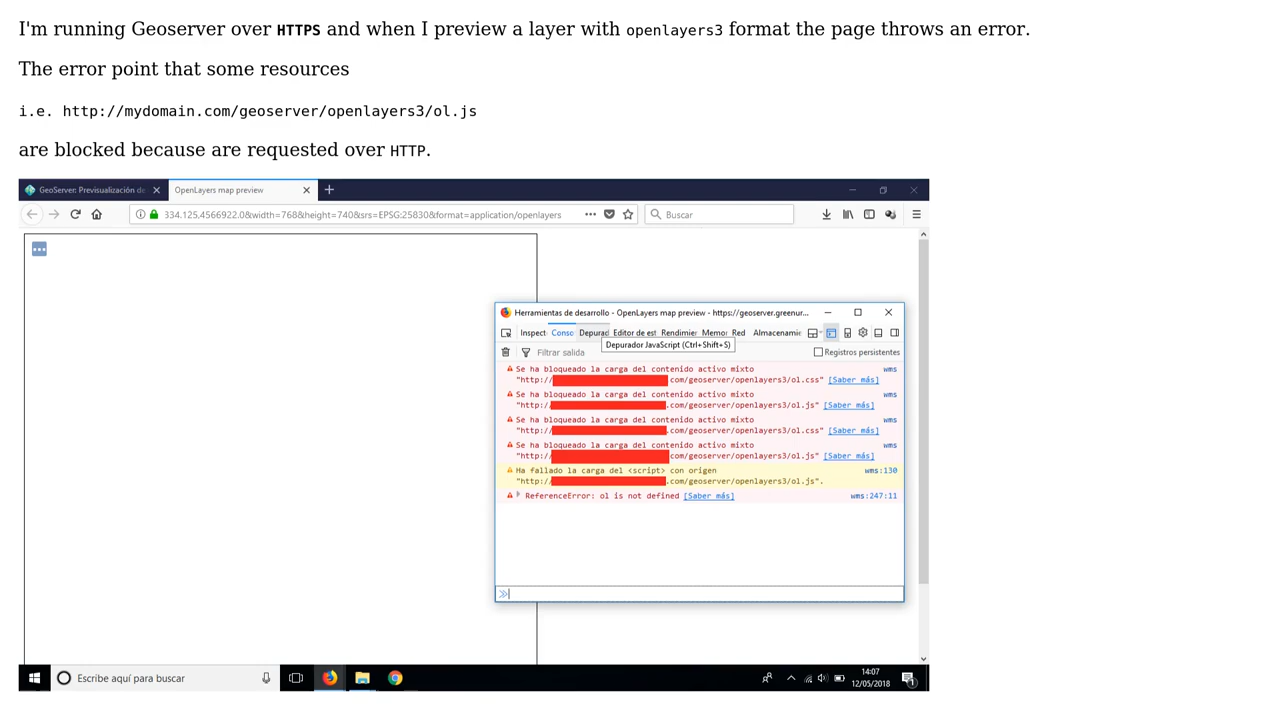 I'm running Geoserver over HTTPS and when I preview a layer with openlayers3 format the page throws an error.
The error point that some resources
i.e. http://mydomain.com/geoserver/openlayers3/ol.js
are blocked because are requested over HTTP.
GeoServer: Previsualización de
OpenLayers map preview
334.125,4566922.0&width=768&height=740&srs=EPSG:25830&format=application/openlayers
Buscar
Herramientas de desarrollo - OpenLayers map preview - https://geoserver.greenur...
Inspect Conso Depurad Editor de est Rendimier Memo Red Almacenamie
Depurador JavaScript (Ctrl+Shift+S)
Filtrar salida Registros persistentes
Se ha bloqueado la carga del contenido activo mixto wms
"http:/ com/geoserver/openlayers3/ol.css" [Saber más]
Se ha bloqueado la carga del contenido activo mixto wms
"http:/ .com/geoserver/openlayers3/ol.js" [Saber más]
Se ha bloqueado la carga del contenido activo mixto wms
"http:/ .com/geoserver/openlayers3/ol.css" [Saber más]
Se ha bloqueado la carga del contenido activo mixto wms
"http:/ com/geoserver/openlayers3/ol.js" [Saber más]
Ha fallado la carga del <script> con origen wms:130
"http:/ .com/geoserver/openlayers3/ol.js".
ReferenceError: ol is not defined [Saber más] wms:247:11
Escribe aquí para buscar
14:07
12/05/2018
1